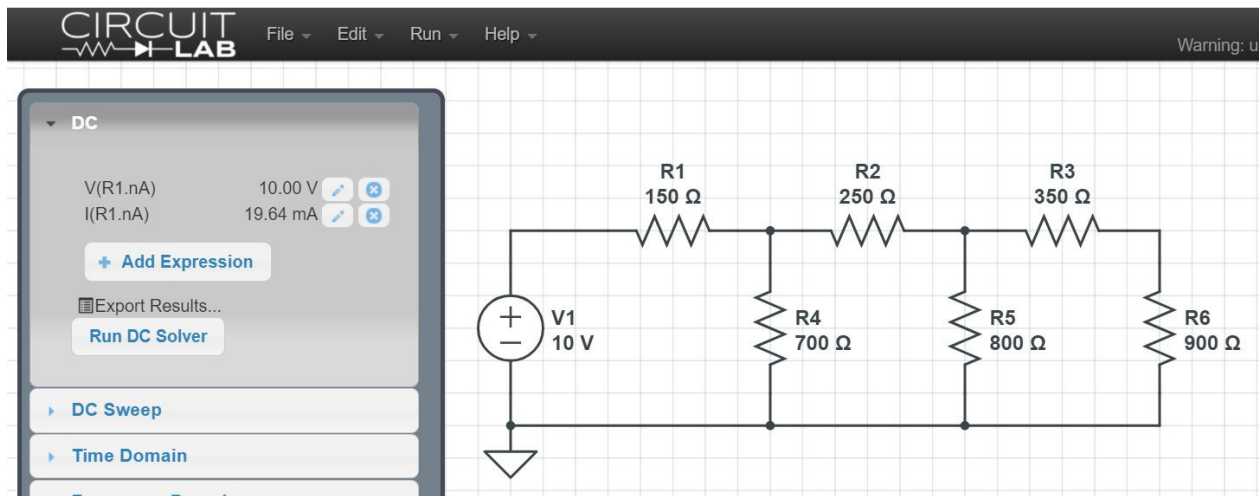 CIRCUIT
LAB
File Edit Run Help
Warning: u
DC
V(R1.nA) 10.00 V
I(R1.nA) 19.64 mA
+ Add Expression
Export Results...
Run DC Solver
DC Sweep
Time Domain
R1
150 Ω
R2
250 Ω
R3
350 Ω
V1
10 V
R4
700 Ω
R5
800 Ω
R6
900 Ω